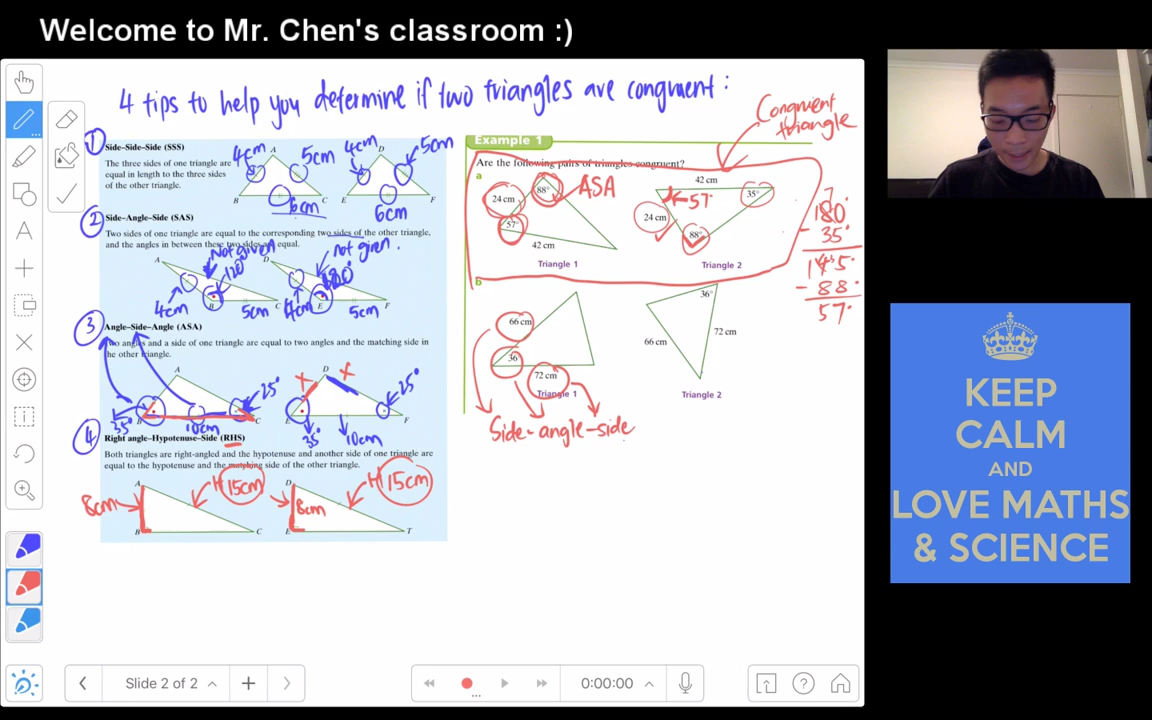 Welcome to Mr. Chen's classroom :)
4 tips to help you determine if two triangles are congruent :
1
Side–Side–Side (SSS)
The three sides of one triangle are
equal in length to the three sides
of the other triangle.
4cm
A
5cm
4cm
D
5cm
B
6cm
C
E
6cm
F
2
Side–Angle–Side (SAS)
Two sides of one triangle are equal to the corresponding two sides of the other triangle,
and the angles in between these two sides are equal.
Not given
not given.
A
120°
D
4cm
B
5cm
C
4cm
E
5cm
F
3
Angle–Side–Angle (ASA)
Two angles and a side of one triangle are equal to two angles and the matching side in
the other triangle.
A
25°
X
D
X
25°
35°
B
10cm
C
E
35°
10cm
F
4
Right angle–Hypotenuse–Side (RHS)
Both triangles are right-angled and the hypotenuse and another side of one triangle are
equal to the hypotenuse and the matching side of the other triangle.
8cm
A
H
15cm
D
8cm
H
15cm
B
C
E
T
Example 1
Congruent
triangle
Are the following pairs of triangles congruent?
a
24 cm
88°
ASA
57
42 cm
Triangle 1
42 cm
57°
35°
24 cm
88°
Triangle 2
180°
- 35°
145°
- 88°
57°
b
66 cm
36
72 cm
Triangle 1
36°
66 cm
72 cm
Triangle 2
Side-angle-side
KEEP
CALM
AND
LOVE MATHS
& SCIENCE
A
Slide 2 of 2
0:00:00